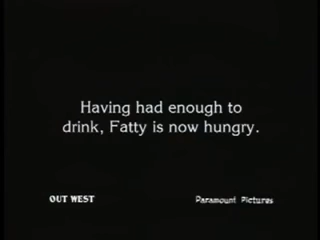 Having had enough to
drink, Fatty is now hungry.
OUT WEST
Paramount Pictures